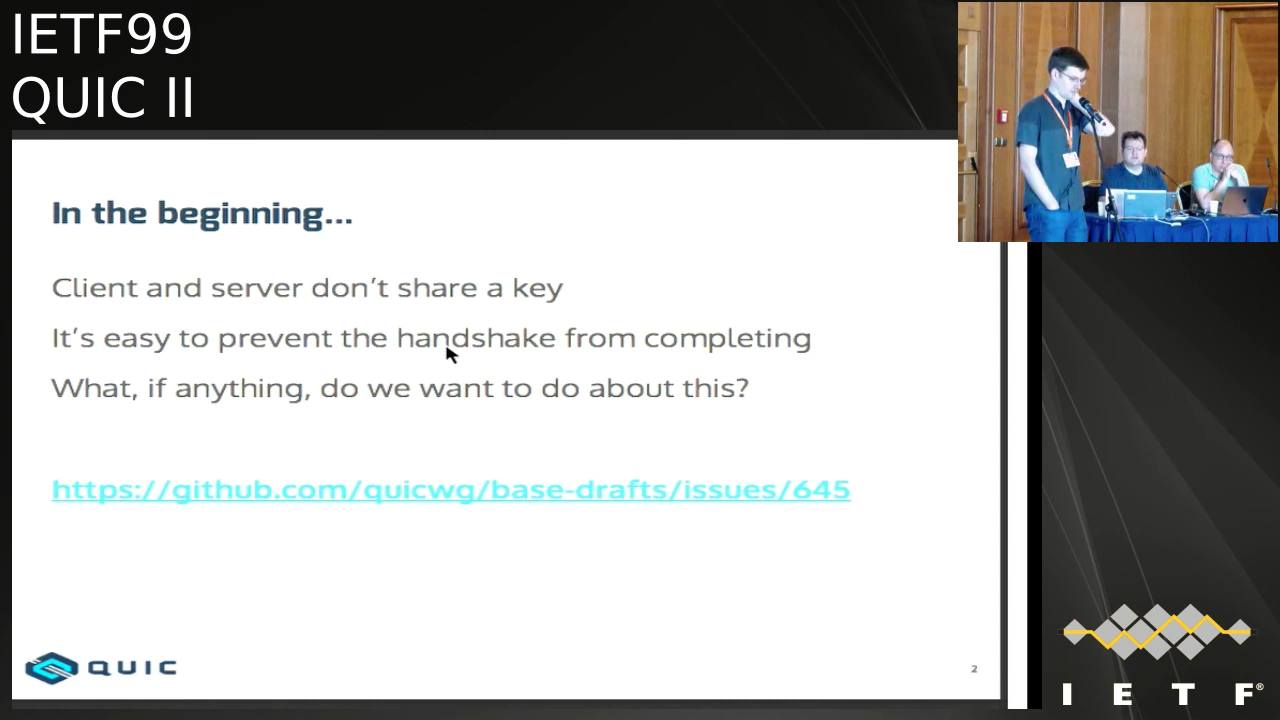 IETF99
QUIC II
In the beginning...
Client and server don't share a key
It's easy to prevent the handshake from completing
What, if anything, do we want to do about this?
https://github.com/quicwg/base-drafts/issues/645
QUIC
2
I E T F®